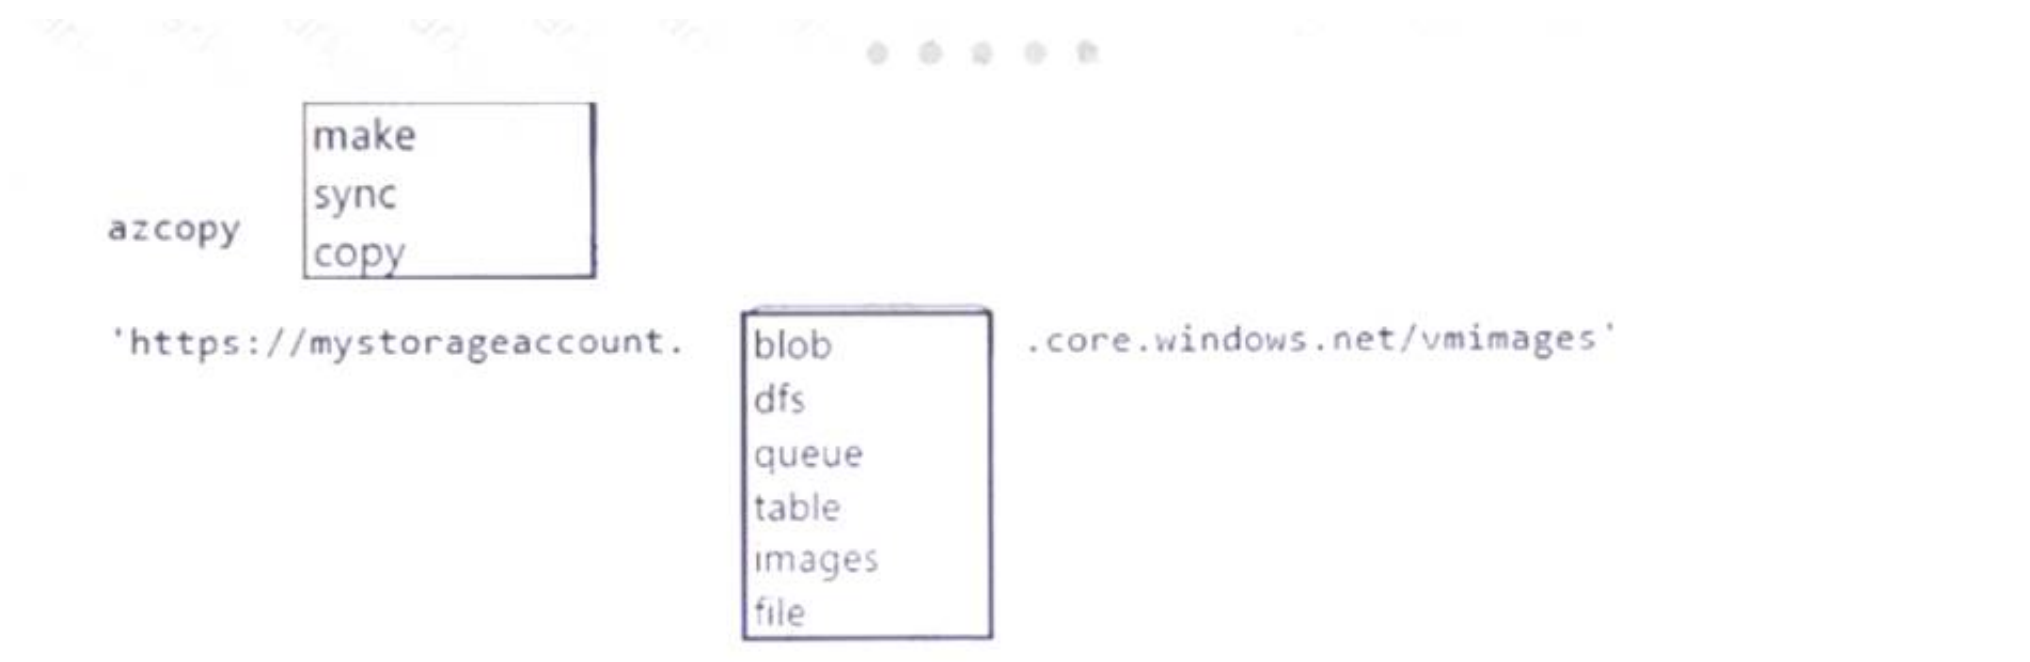 make
sync
azcopy
copy
'https://mystorageaccount.
blob
.core.windows.net/vmimages'
dfs
queue
table
images
file